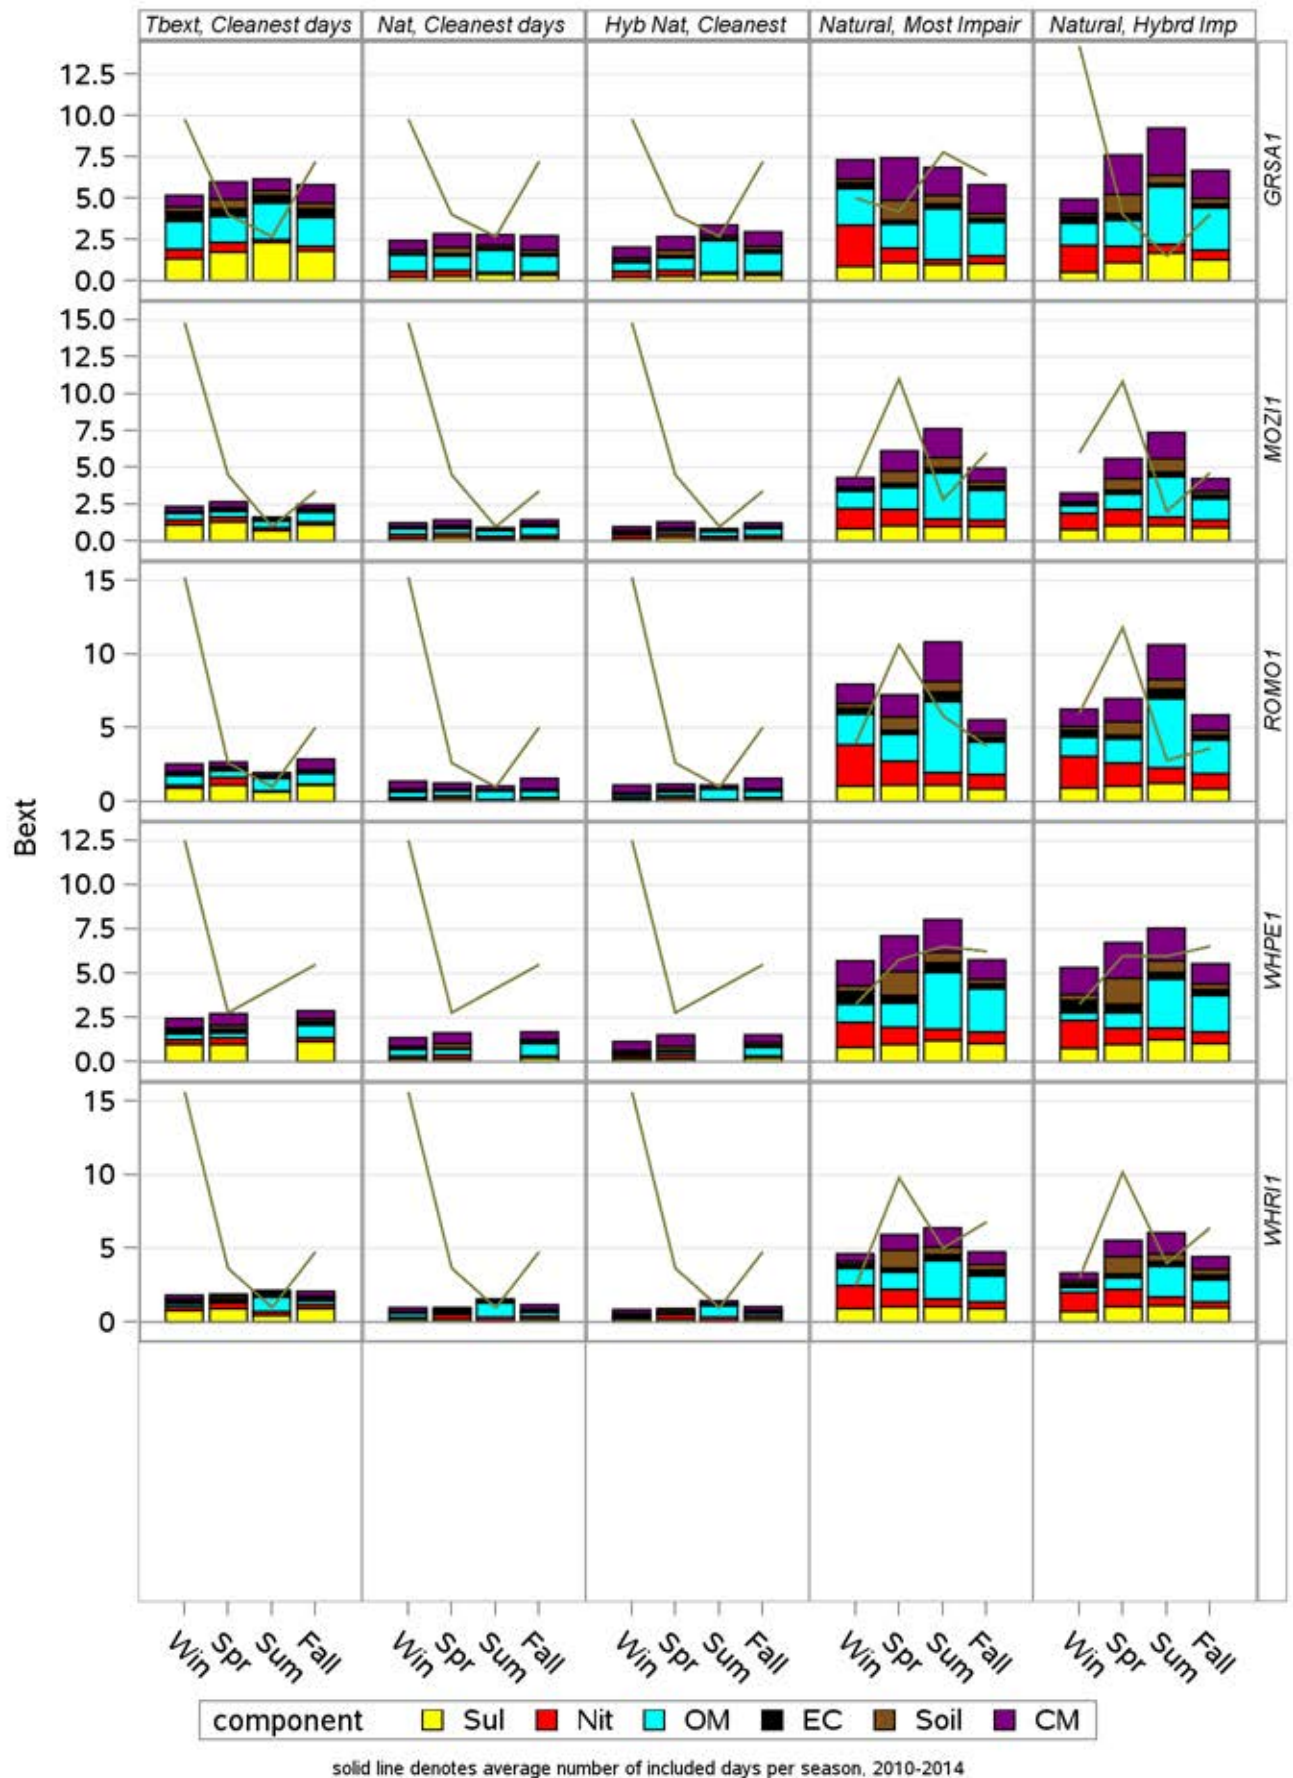 Tbext, Cleanest days Nat, Cleanest days Hyb Nat, Cleanest Natural, Most Impair Natural, Hybrd Imp
12.5
10.0
7.5
5.0
2.5
0.0
GRSA1
15.0
12.5
10.0
7.5
5.0
2.5
0.0
MOZI1
15
10
5
0
ROMO1
Bext
12.5
10.0
7.5
5.0
2.5
0.0
WHPE1
15
10
5
0
WHRI1
Win Spr Sum Fall Win Spr Sum Fall Win Spr Sum Fall Win Spr Sum Fall Win Spr Sum Fall
component Sul Nit OM EC Soil CM
solid line denotes average number of included days per season, 2010-2014